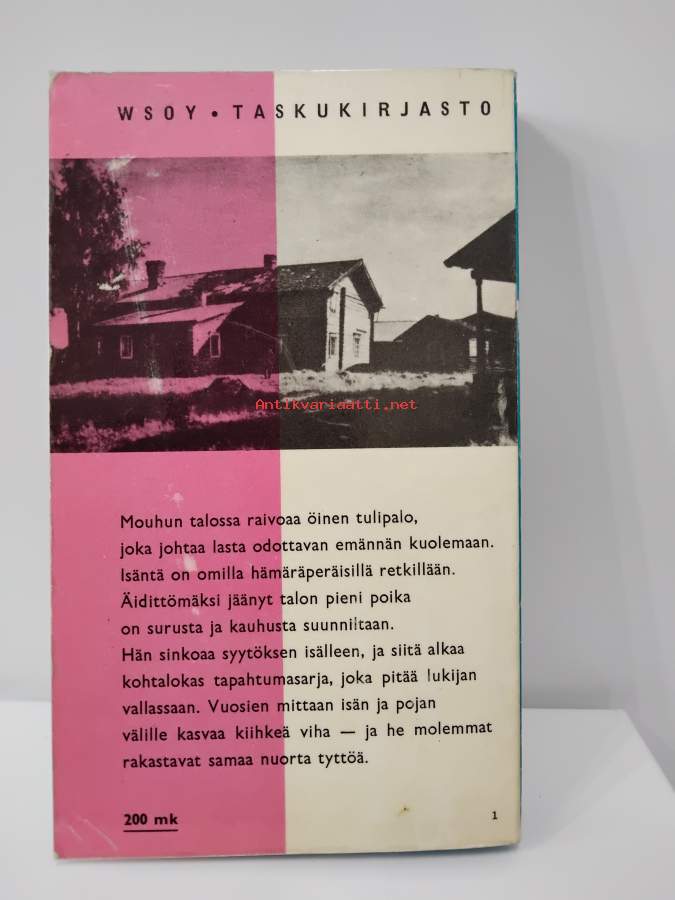 WSOY • TASKUKIRJASTO
Antikvariaatti.net
Mouhun talossa raivoaa öinen tulipalo,
joka johtaa lasta odottavan emännän kuolemaan.
Isäntä on omilla hämäräperäisillä retkillään.
Äidittömäksi jäänyt talon pieni poika
on surusta ja kauhusta suunniltaan.
Hän sinkoaa syytöksen isälleen, ja siitä alkaa
kohtalokas tapahtumasarja, joka pitää lukijan
vallassaan. Vuosien mittaan isän ja pojan
välille kasvaa kiihkeä viha — ja he molemmat
rakastavat samaa nuorta tyttöä.
200 mk 1